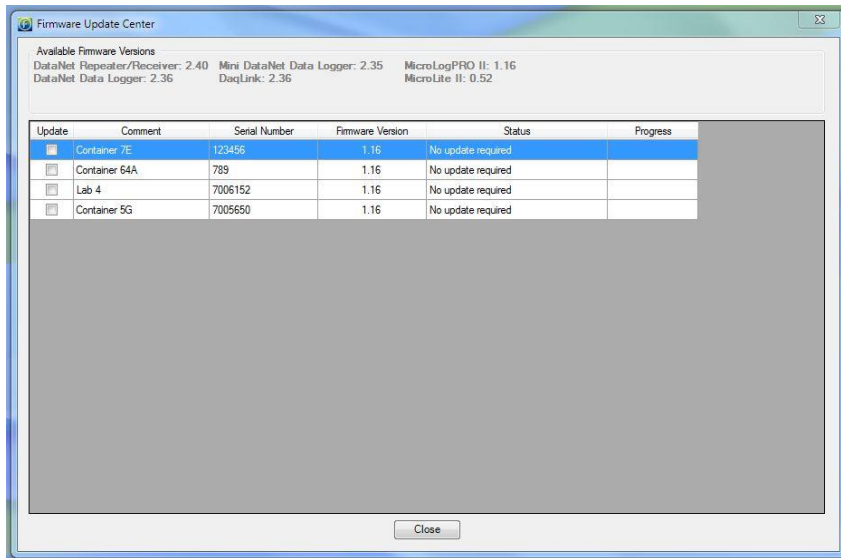 Firmware Update Center
Available Firmware Versions
DataNet Repeater/Receiver: 2.40 Mini DataNet Data Logger: 2.35 MicroLogPRO II: 1.16
DataNet Data Logger: 2.36 DaqLink: 2.36 MicroLite II: 0.52
Update Comment Serial Number Firmware Version Status Progress
Container 7E 123456 1.16 No update required
Container 64A 789 1.16 No update required
Lab 4 7006152 1.16 No update required
Container 5G 7005650 1.16 No update required
Close